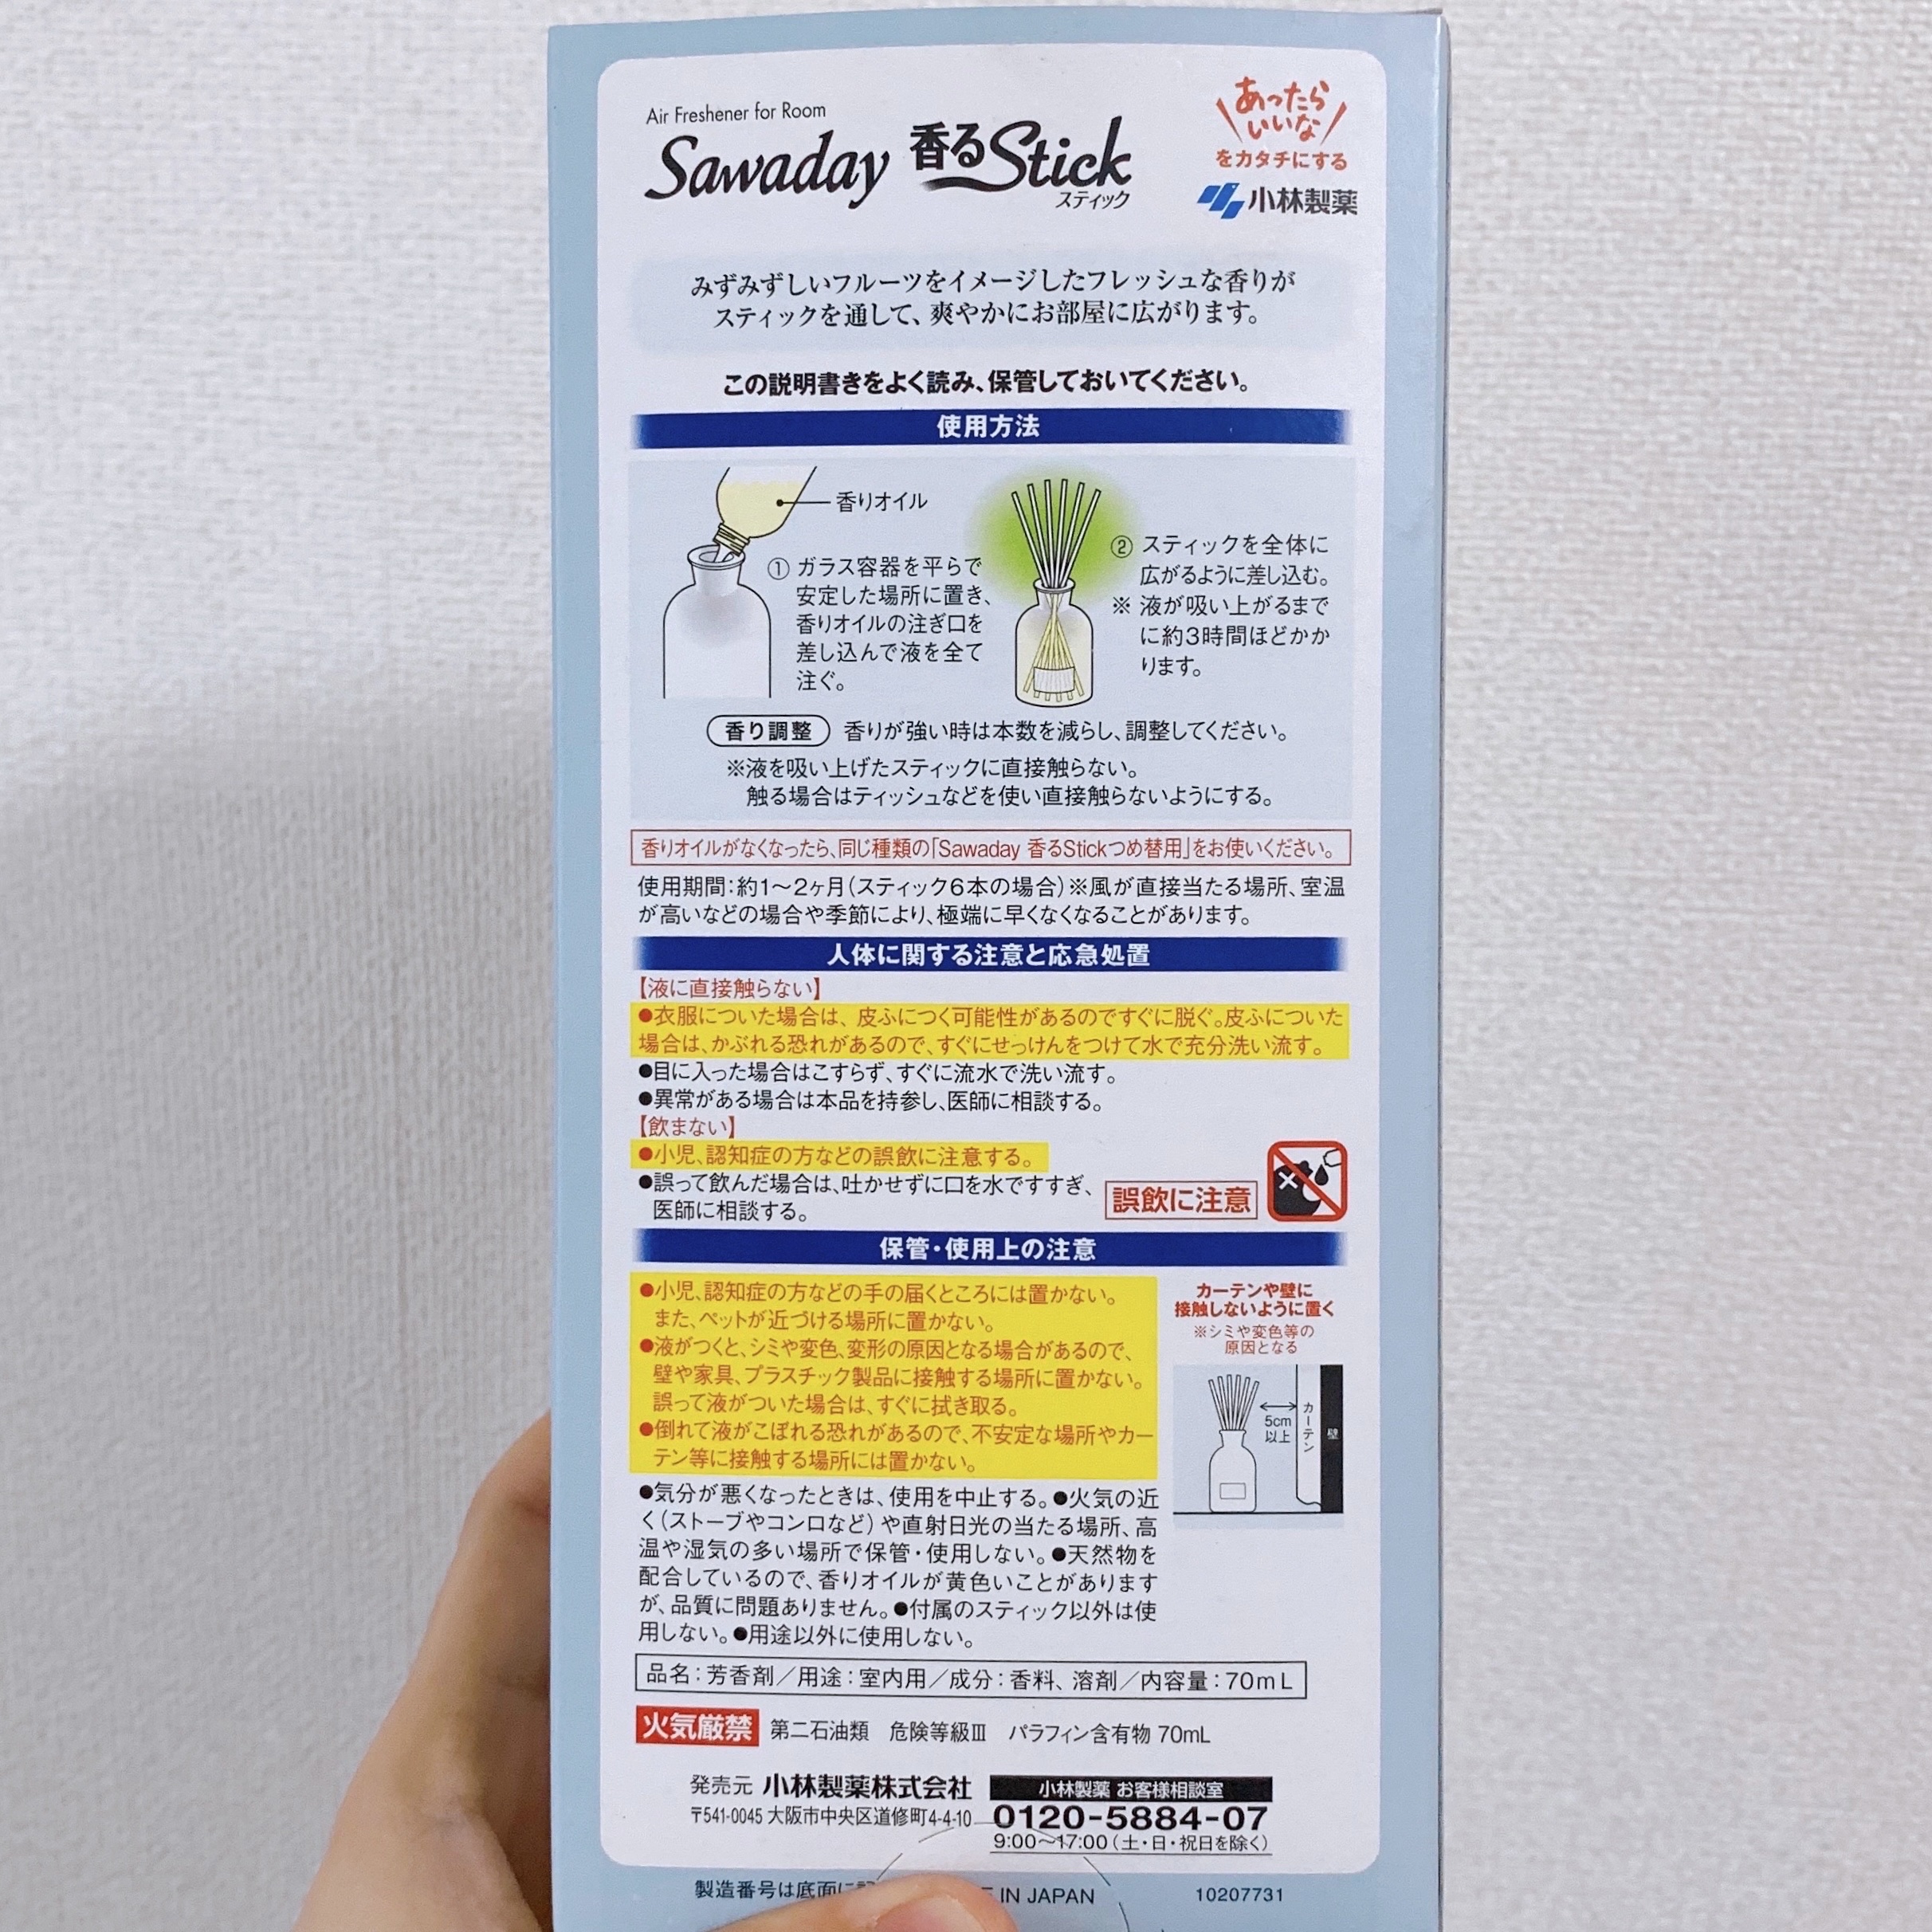 Air Freshener for Room
Sawaday 香るStick
スティック
あったら
いいな
をカタチにする
小林製薬
みずみずしいフルーツをイメージしたフレッシュな香りが
スティックを通して、爽やかにお部屋に広がります。
この説明書きをよく読み、保管しておいてください。
使用方法
香りオイル
① ガラス容器を平らで
安定した場所に置き、
香りオイルの注ぎ口を
差し込んで液を全て
注ぐ。
② スティックを全体に
広がるように差し込む。
※ 液が吸い上がるまで
に約3時間ほどかか
ります。
香り調整 香りが強い時は本数を減らし、調整してください。
※液を吸い上げたスティックに直接触らない。
触る場合はティッシュなどを使い直接触らないようにする。
香りオイルがなくなったら、同じ種類の「Sawaday 香るStickつめ替用」をお使いください。
使用期間：約1〜2ヶ月（スティック6本の場合）※風が直接当たる場所、室温
が高いなどの場合や季節により、極端に早くなくなることがあります。
人体に関する注意と応急処置
【液に直接触らない】
●衣服についた場合は、皮ふにつく可能性があるのですぐに脱ぐ。皮ふについた
場合は、かぶれる恐れがあるので、すぐにせっけんをつけて水で充分洗い流す。
●目に入った場合はこすらず、すぐに流水で洗い流す。
●異常がある場合は本品を持参し、医師に相談する。
【飲まない】
●小児、認知症の方などの誤飲に注意する。
●誤って飲んだ場合は、吐かせずに口を水ですすぎ、
医師に相談する。
誤飲に注意
保管・使用上の注意
●小児、認知症の方などの手の届くところには置かない。
また、ペットが近づける場所に置かない。
●液がつくと、シミや変色、変形の原因となる場合があるので、
壁や家具、プラスチック製品に接触する場所に置かない。
誤って液がついた場合は、すぐに拭き取る。
●倒れて液がこぼれる恐れがあるので、不安定な場所やカー
テン等に接触する場所には置かない。
カーテンや壁に
接触しないように置く
※シミや変色等の
原因となる
5cm
以上
カーテン
壁
●気分が悪くなったときは、使用を中止する。●火気の近
く（ストーブやコンロなど）や直射日光の当たる場所、高
温や湿気の多い場所で保管・使用しない。●天然物を
配合しているので、香りオイルが黄色いことがあります
が、品質に問題ありません。●付属のスティック以外は使
用しない。●用途以外に使用しない。
品名：芳香剤／用途：室内用／成分：香料、溶剤／内容量：70mL
火気厳禁 第二石油類 危険等級Ⅲ パラフィン含有物 70mL
発売元 小林製薬株式会社
〒541-0045 大阪市中央区道修町4-4-10
小林製薬 お客様相談室
0120-5884-07
9:00〜17:00（土・日・祝日を除く）
製造番号は底面に
IN JAPAN
10207731